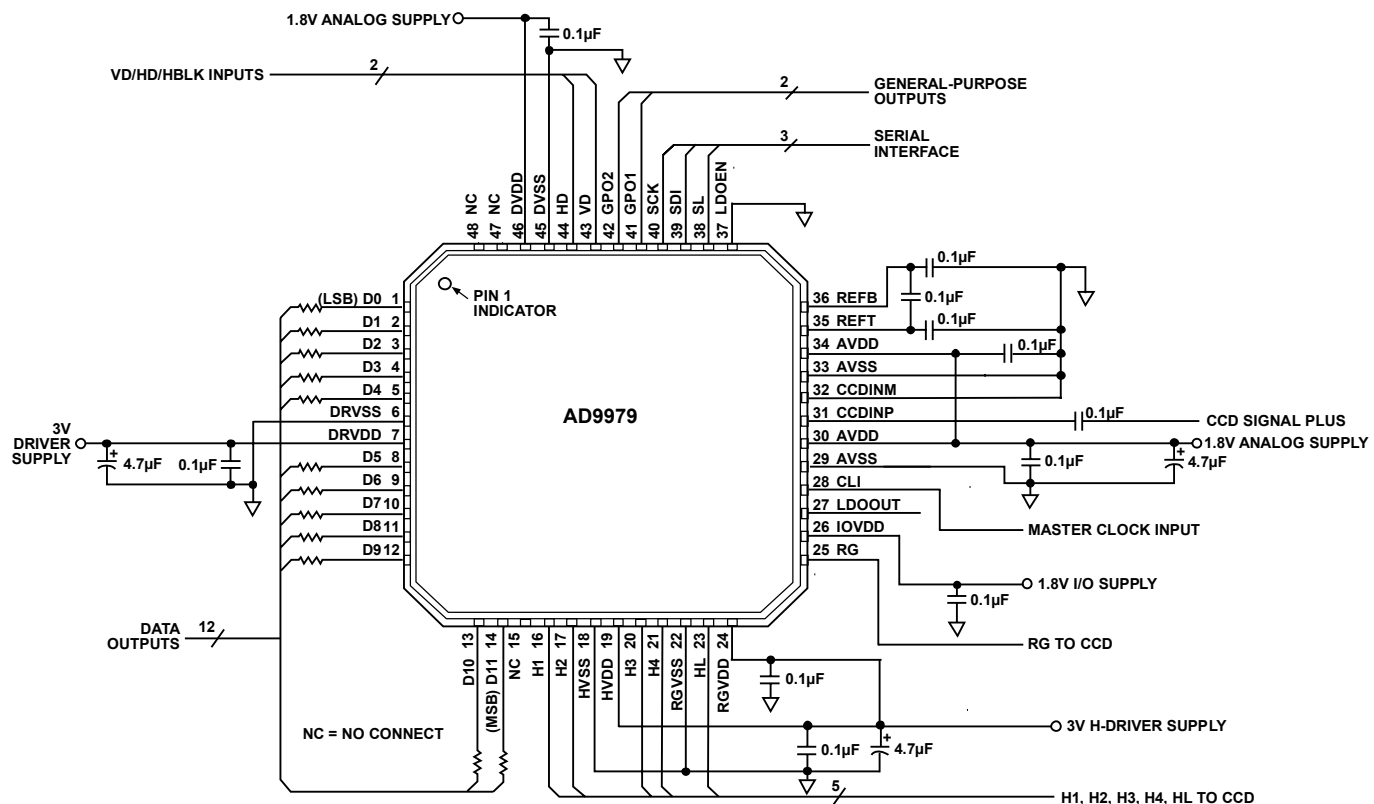 1.8V ANALOG SUPPLY
0.1µF
VD/HD/HBLK INPUTS
2
2
GENERAL-PURPOSE
OUTPUTS
3
SERIAL
INTERFACE
48 NC
47 NC
46 DVDD
45 DVSS
44 HD
43 VD
42 GPO2
41 GPO1
40 SCK
39 SDI
38 SL
37 LDOEN
PIN 1
INDICATOR
AD9979
(LSB) D0 1
D1 2
D2 3
D3 4
D4 5
DRVSS 6
DRVDD 7
D5 8
D6 9
D7 10
D8 11
D9 12
3V
DRIVER
SUPPLY
+
4.7µF
0.1µF
36 REFB
35 REFT
34 AVDD
33 AVSS
32 CCDINM
31 CCDINP
30 AVDD
29 AVSS
28 CLI
27 LDOOUT
26 IOVDD
25 RG
0.1µF
0.1µF
0.1µF
0.1µF
0.1µF
CCD SIGNAL PLUS
1.8V ANALOG SUPPLY
0.1µF
+
4.7µF
MASTER CLOCK INPUT
1.8V I/O SUPPLY
0.1µF
RG TO CCD
DATA
OUTPUTS
12
D10 13
(MSB) D11 14
NC 15
H1 16
H2 17
HVSS 18
HVDD 19
H3 20
H4 21
RGVSS 22
HL 23
RGVDD 24
0.1µF
NC = NO CONNECT
3V H-DRIVER SUPPLY
0.1µF
+
4.7µF
5
H1, H2, H3, H4, HL TO CCD